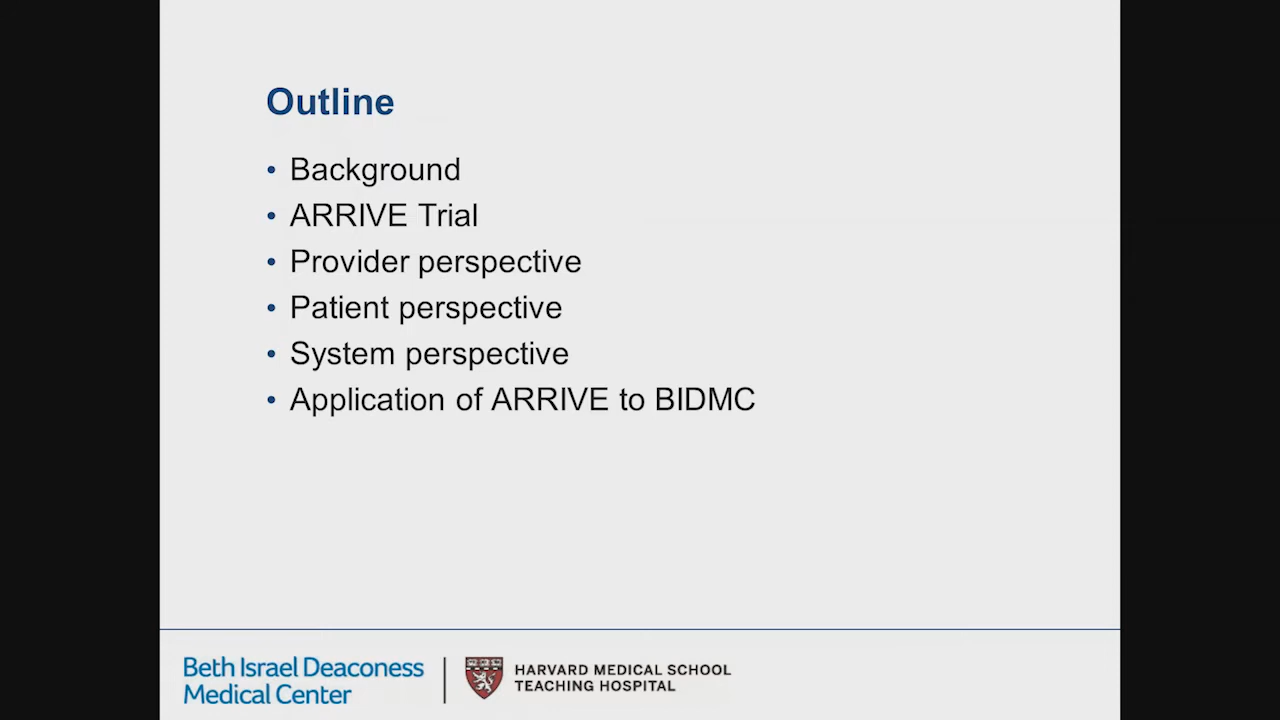 Outline
• Background
• ARRIVE Trial
• Provider perspective
• Patient perspective
• System perspective
• Application of ARRIVE to BIDMC
Beth Israel Deaconess
Medical Center
HARVARD MEDICAL SCHOOL
TEACHING HOSPITAL